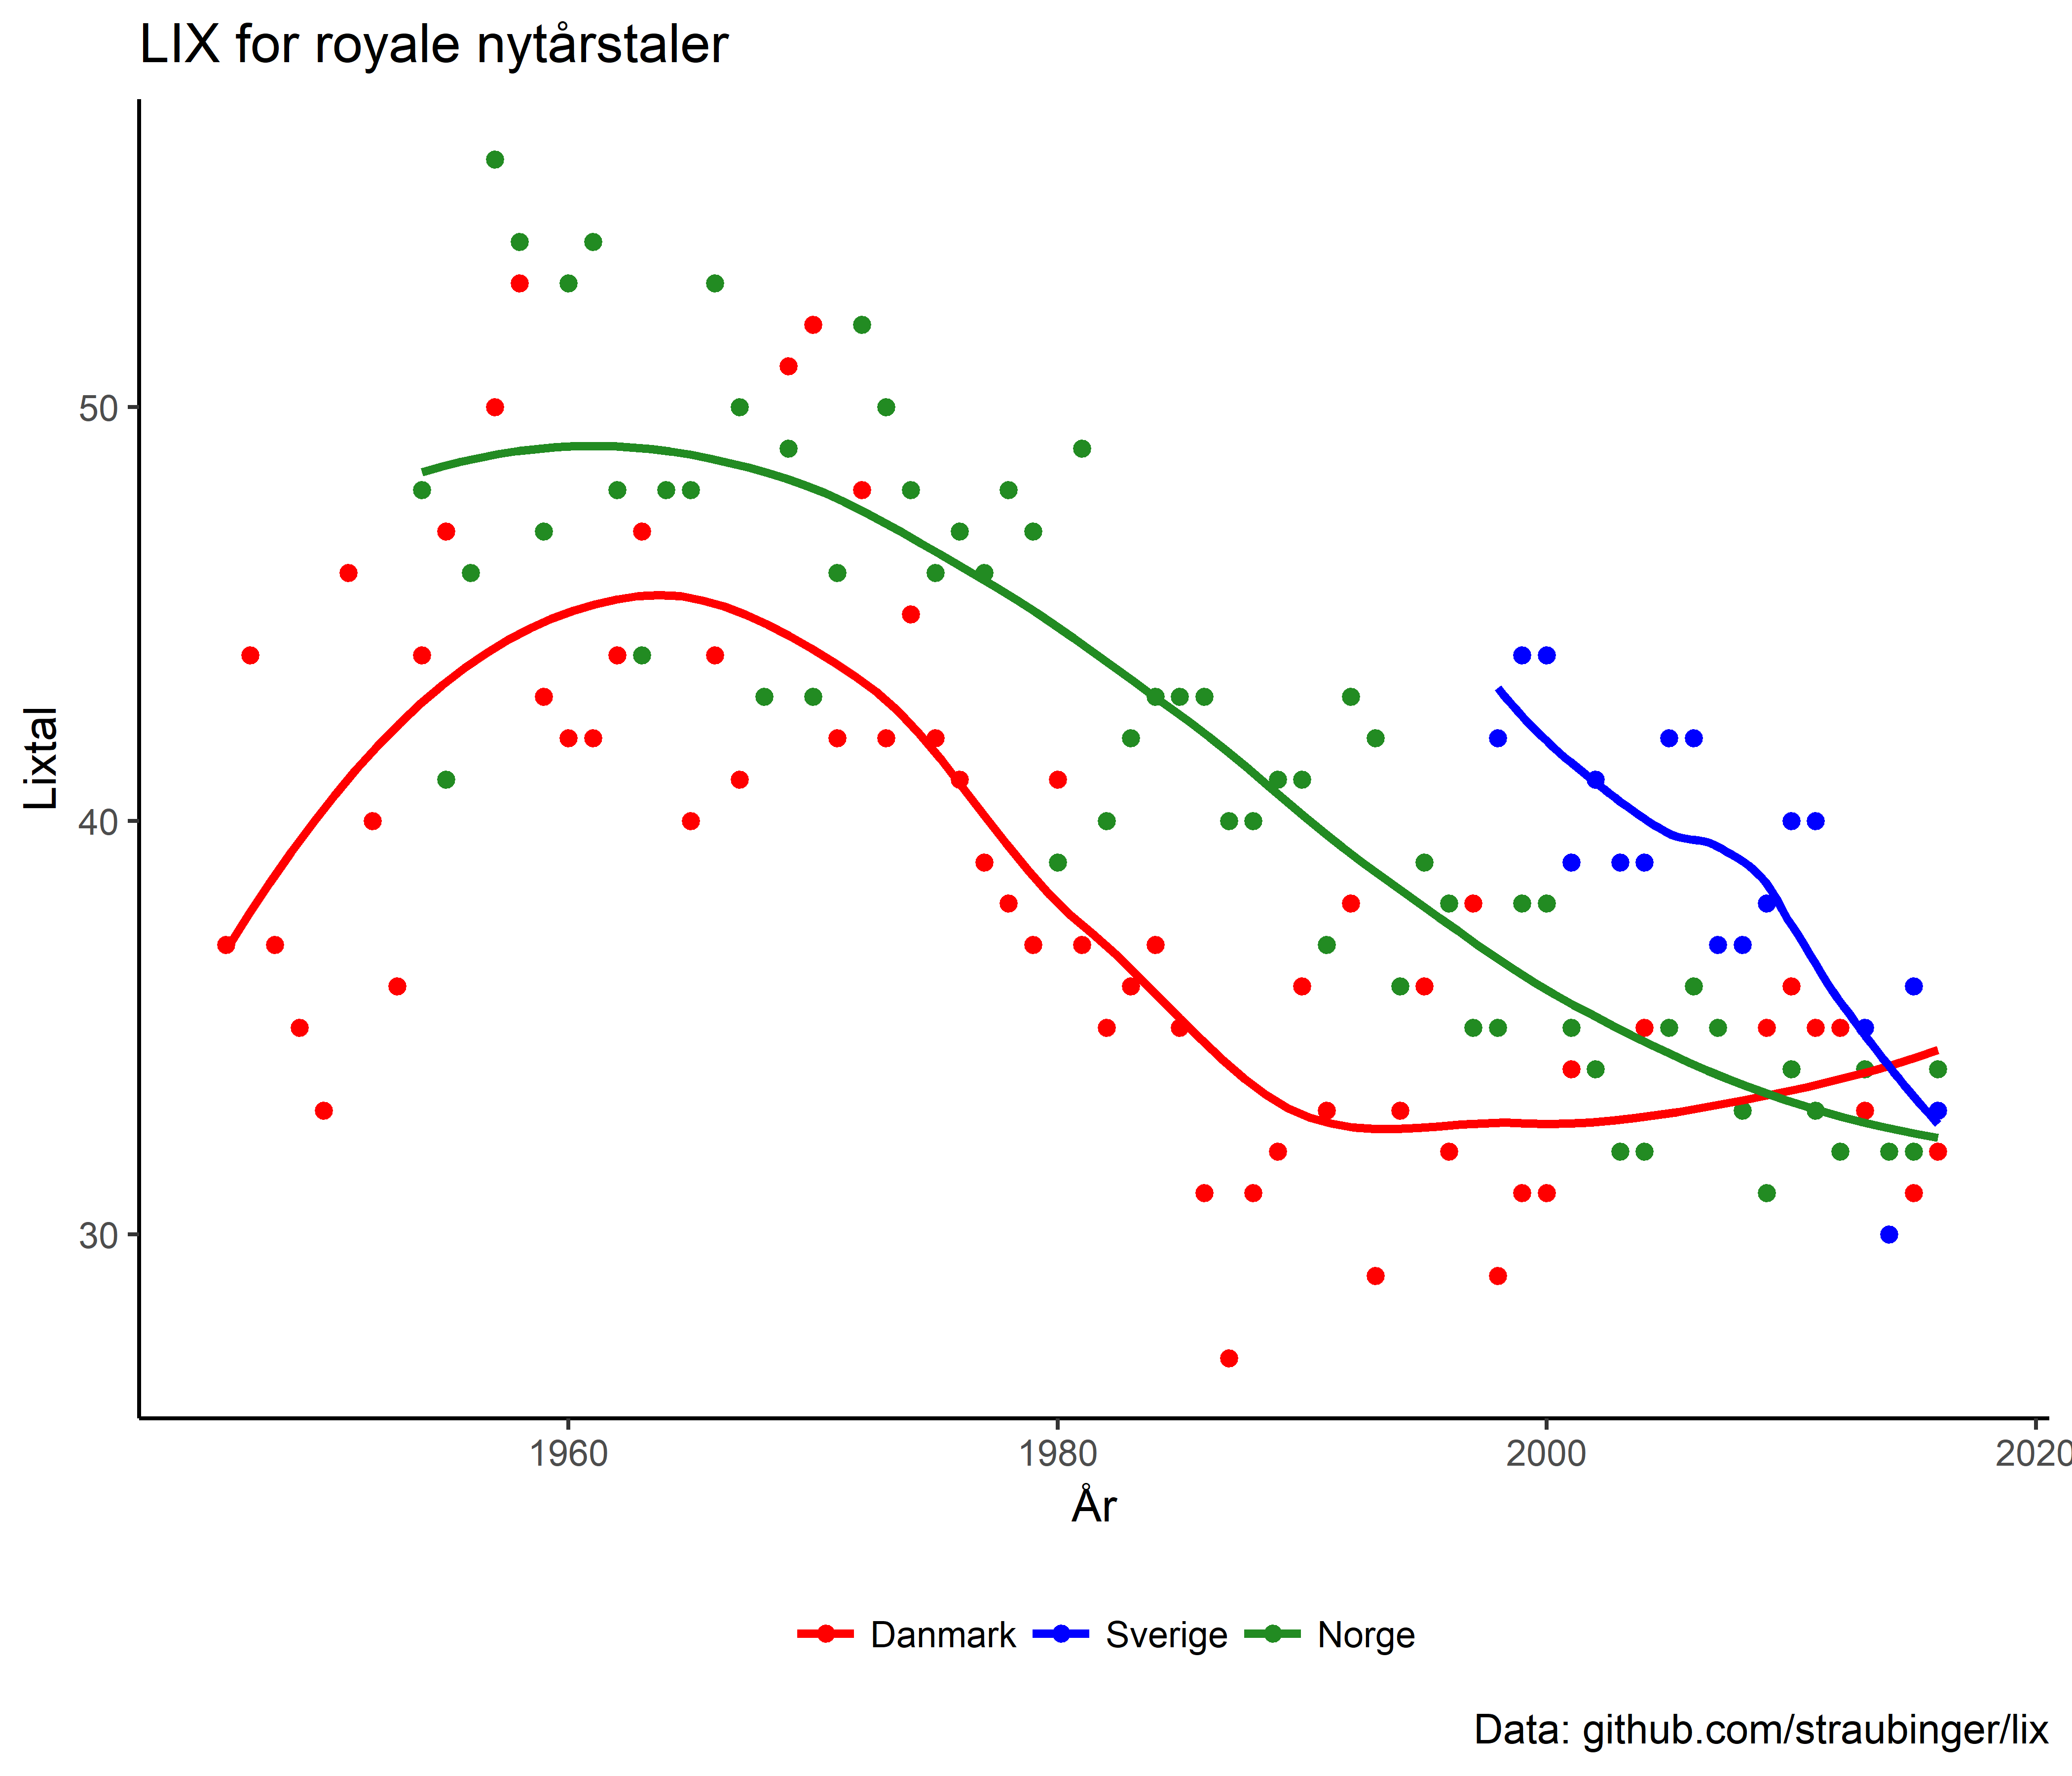 LIX for royale nytårstaler
Lixtal
50
40
30
1960 1980 2000 2020
År
Danmark Sverige Norge
Data: github.com/straubinger/lix